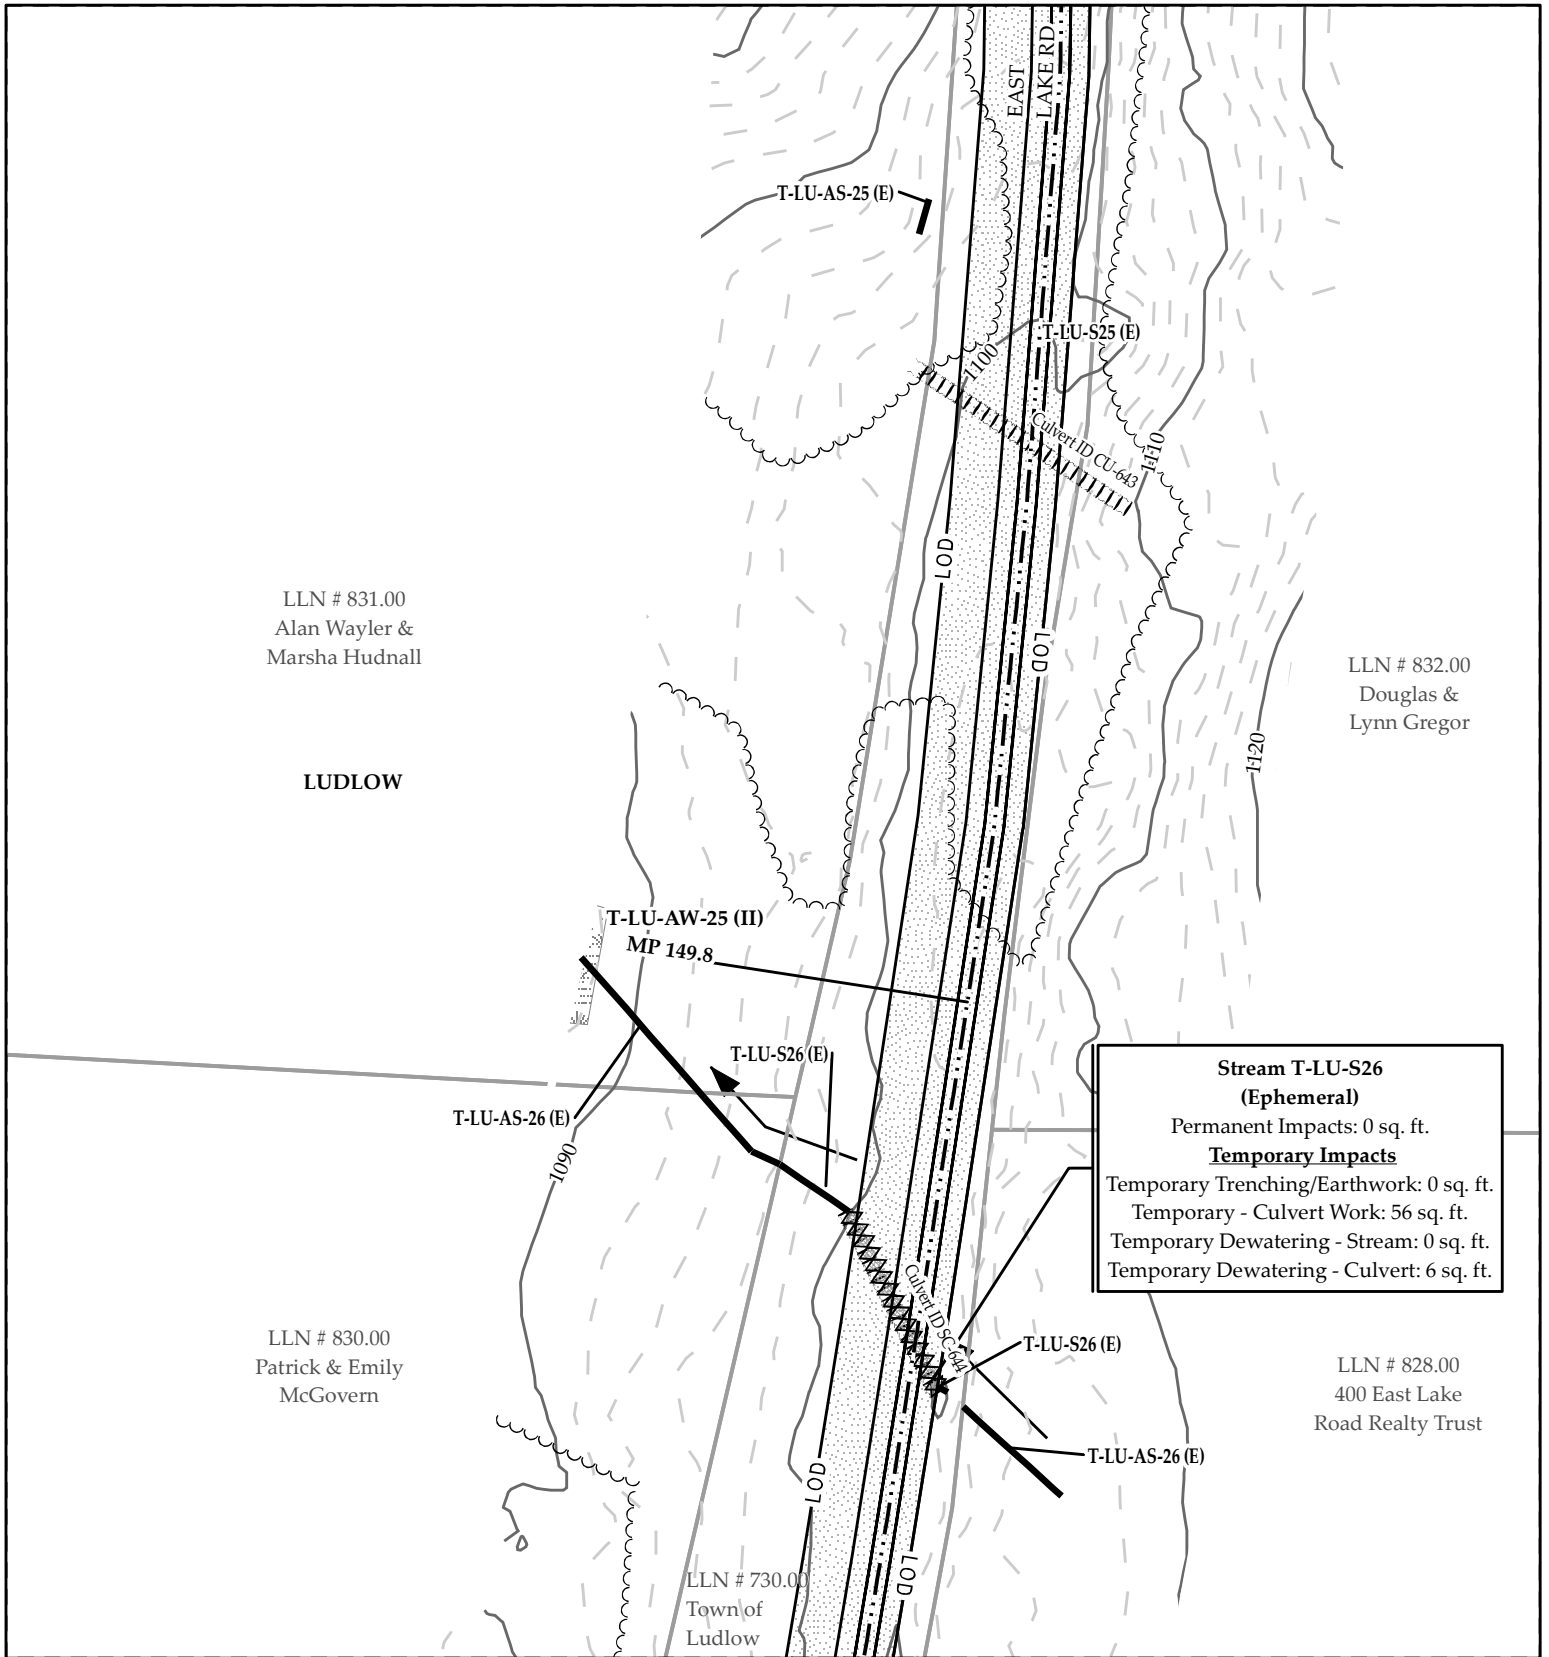 EAST
LAKE RD
T-LU-AS-25 (E)
T-LU-S25 (E)
1100
Culvert ID CU-643
1110
LOD
LLN # 831.00
Alan Wayler &
Marsha Hudnall
LOD
LLN # 832.00
Douglas &
Lynn Gregor
1120
LUDLOW
T-LU-AW-25 (II)
MP 149.8
T-LU-S26 (E)
T-LU-AS-26 (E)
1090
Stream T-LU-S26
(Ephemeral)
Permanent Impacts: 0 sq. ft.
Temporary Impacts
Temporary Trenching/Earthwork: 0 sq. ft.
Temporary - Culvert Work: 56 sq. ft.
Temporary Dewatering - Stream: 0 sq. ft.
Temporary Dewatering - Culvert: 6 sq. ft.
Culvert ID SC-644
T-LU-S26 (E)
LLN # 830.00
Patrick & Emily
McGovern
LLN # 828.00
400 East Lake
Road Realty Trust
T-LU-AS-26 (E)
LOD
LOD
LLN # 730.00
Town of
Ludlow